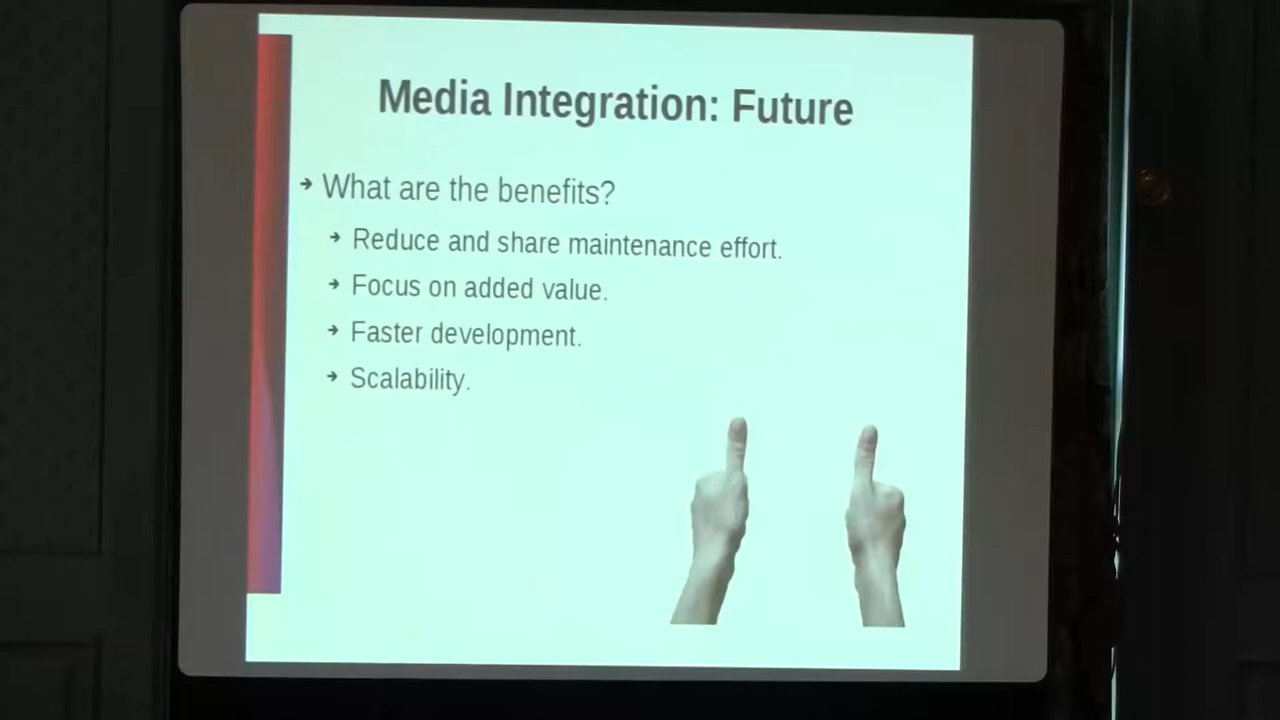 Media Integration: Future
What are the benefits?
Reduce and share maintenance effort.
Focus on added value.
Faster development.
Scalability.